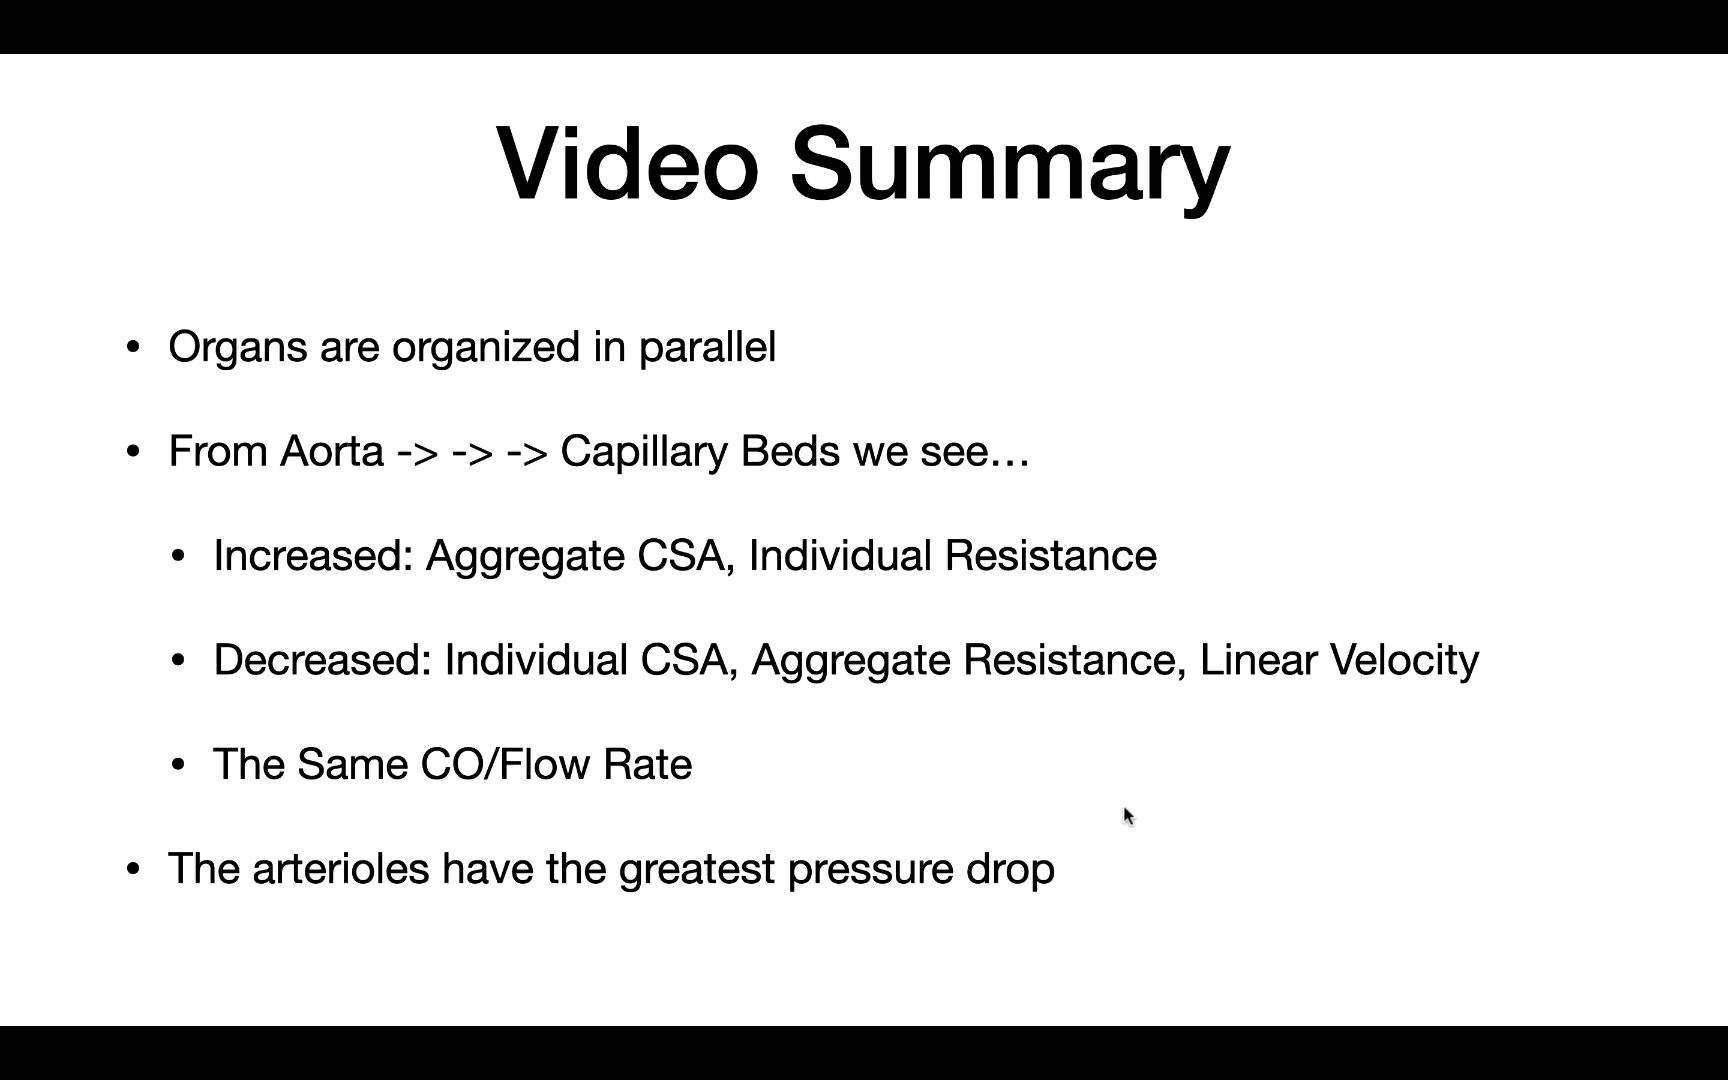 Video Summary
• Organs are organized in parallel
• From Aorta -> -> -> Capillary Beds we see…
• Increased: Aggregate CSA, Individual Resistance
• Decreased: Individual CSA, Aggregate Resistance, Linear Velocity
• The Same CO/Flow Rate
• The arterioles have the greatest pressure drop